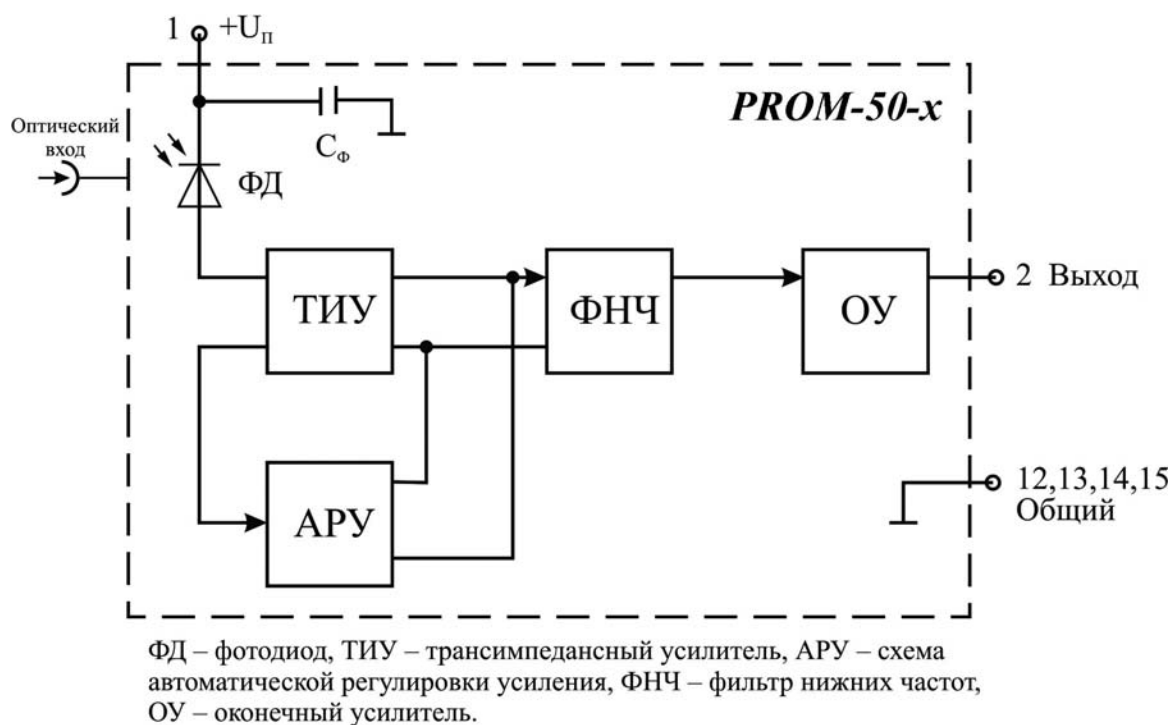 1 +Uп
PROM-50-x
Оптический
вход
Сф
ФД
ТИУ
ФНЧ
ОУ
2 Выход
АРУ
12,13,14,15
Общий
ФД – фотодиод, ТИУ – трансимпедансный усилитель, АРУ – схема
автоматической регулировки усиления, ФНЧ – фильтр нижних частот,
ОУ – оконечный усилитель.